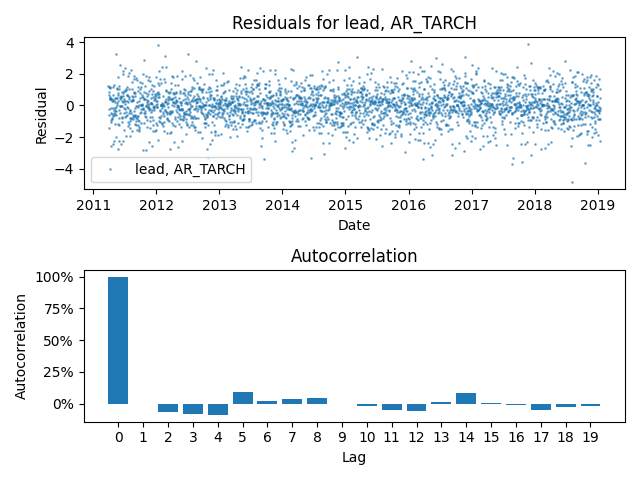 Residuals for lead, AR_TARCH
4
2
0
−2
−4
Residual
lead, AR_TARCH
2011 2012 2013 2014 2015 2016 2017 2018 2019
Date
Autocorrelation
100%
75%
50%
25%
0%
Autocorrelation
0 1 2 3 4 5 6 7 8 9 10 11 12 13 14 15 16 17 18 19
Lag